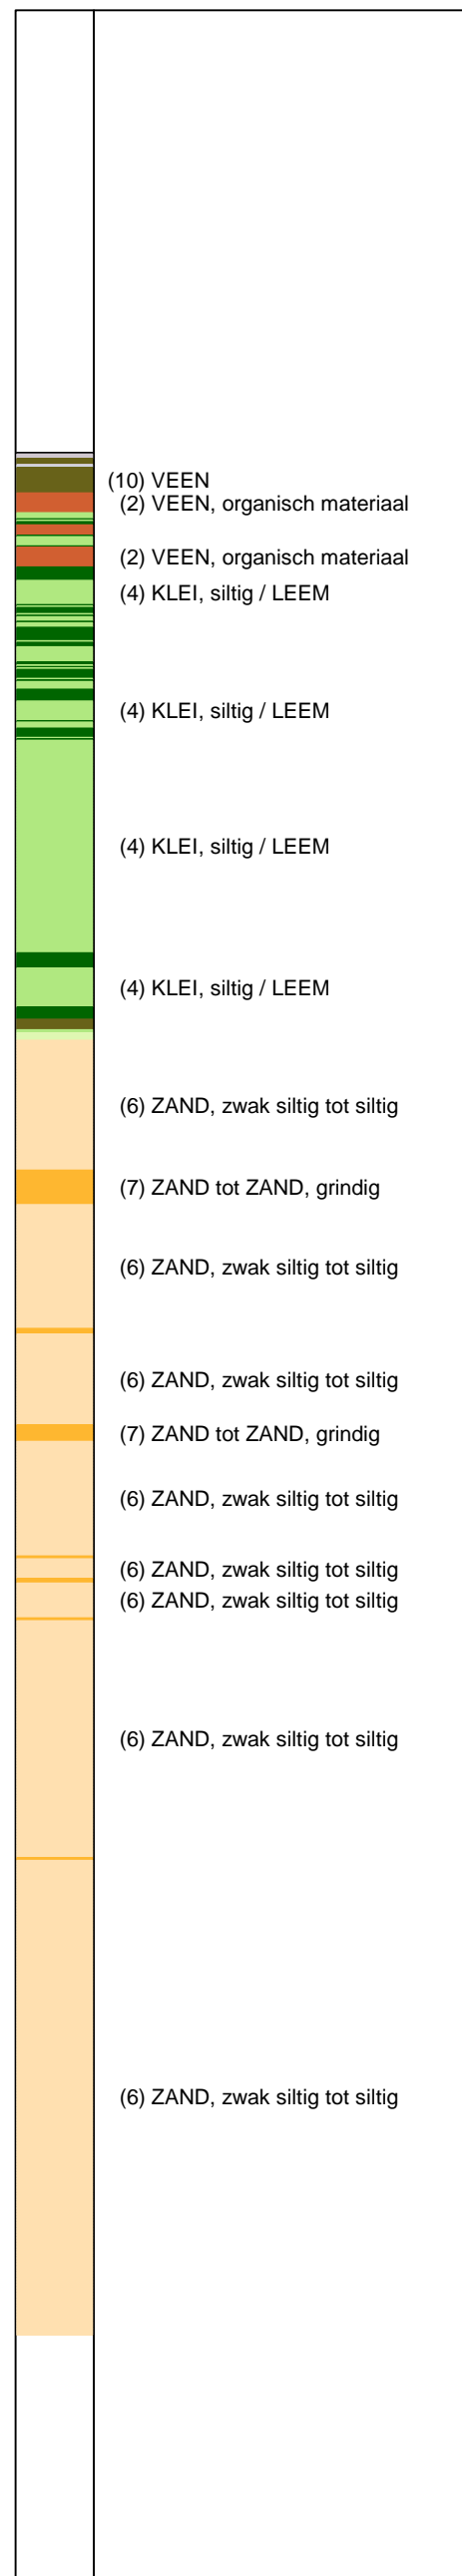 (10) VEEN
(2) VEEN, organisch materiaal
(2) VEEN, organisch materiaal
(4) KLEI, siltig / LEEM
(4) KLEI, siltig / LEEM
(4) KLEI, siltig / LEEM
(4) KLEI, siltig / LEEM
(6) ZAND, zwak siltig tot siltig
(7) ZAND tot ZAND, grindig
(6) ZAND, zwak siltig tot siltig
(6) ZAND, zwak siltig tot siltig
(7) ZAND tot ZAND, grindig
(6) ZAND, zwak siltig tot siltig
(6) ZAND, zwak siltig tot siltig
(6) ZAND, zwak siltig tot siltig
(6) ZAND, zwak siltig tot siltig
(6) ZAND, zwak siltig tot siltig